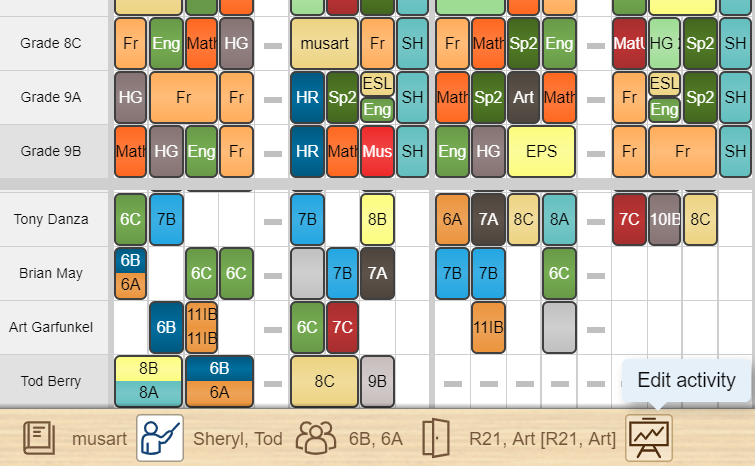 Grade 8C Fr Eng Math HG musart Fr SH Fr Math Sp2 Eng Matl HG Sp2 SH
Grade 9A HG Fr Fr HR Sp2 ESL Eng SH Math Sp2 Art Math Fr ESL Eng Sp2 SH
Grade 9B Math HG Eng Fr HR Math Mus SH Eng HG EPS Fr Fr SH
Tony Danza 6C 7B 7B 8B 6A 7A 8C 8A 7C 10IB 8C
Brian May 6B 6A 6C 6C 7B 7A 7B 7B 6C
Art Garfunkel 6B 11IB 11IB 6C 7C 11IB
Tod Berry 8B 8A 6B 6A 8C 9B
Edit activity
musart Sheryl, Tod 6B, 6A R21, Art [R21, Art]